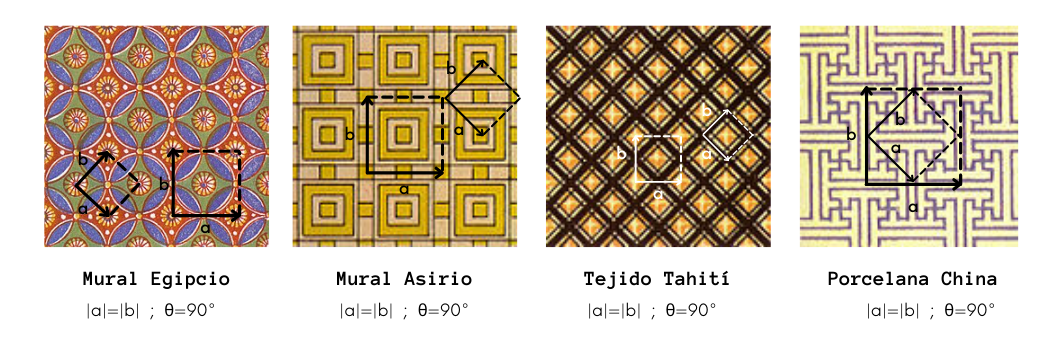 b
a
b
a
b
a
b
a
b
a
b
a
b
a
b
a
Mural Egipcio
Mural Asirio
Tejido Tahití
Porcelana China
|a|=|b| ; θ=90°
|a|=|b| ; θ=90°
|a|=|b| ; θ=90°
|a|=|b| ; θ=90°